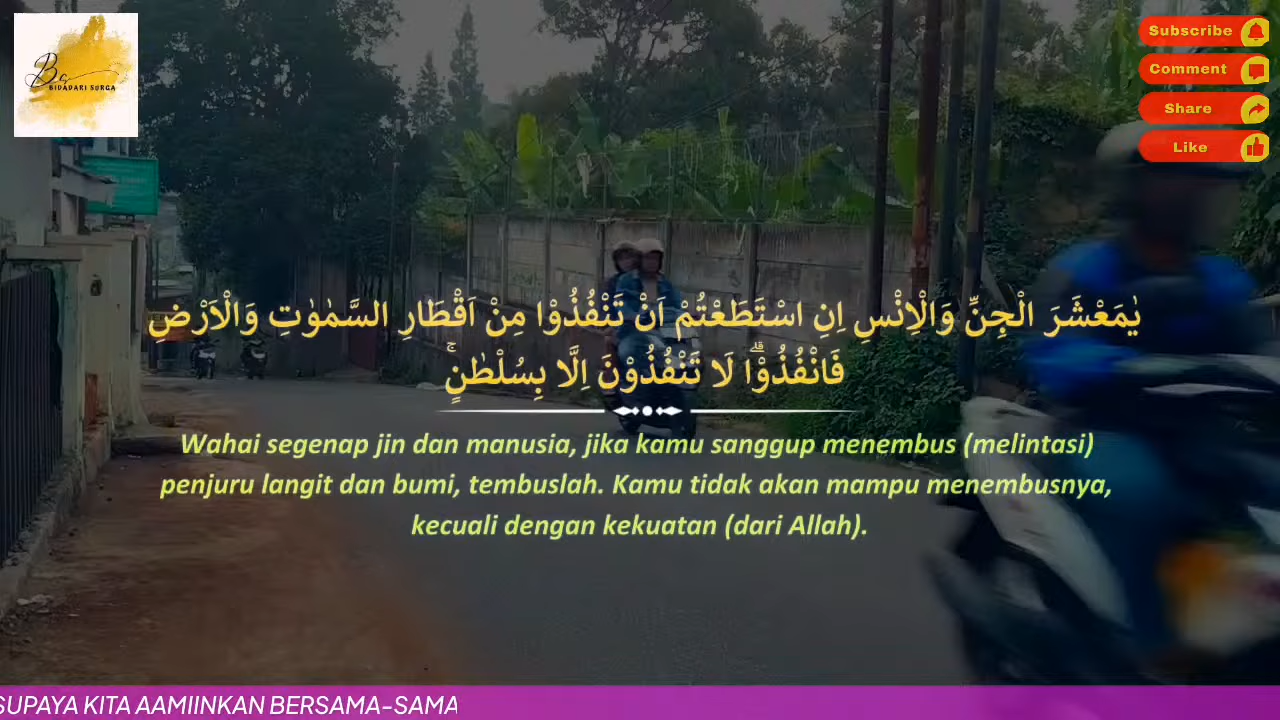 Bs
BIDADARI SURGA
Subscribe
Comment
Share
Like
يٰمَعْشَرَ الْجِنِّ وَالْاِنْسِ اِنِ اسْتَطَعْتُمْ اَنْ تَنْفُذُوْا مِنْ اَقْطَارِ السَّمٰوٰتِ وَالْاَرْضِ
فَانْفُذُوْاۗ لَا تَنْفُذُوْنَ اِلَّا بِسُلْطٰنٍۚ
Wahai segenap jin dan manusia, jika kamu sanggup menembus (melintasi)
penjuru langit dan bumi, tembuslah. Kamu tidak akan mampu menembusnya,
kecuali dengan kekuatan (dari Allah).
SUPAYA KITA AAMIINKAN BERSAMA-SAMA